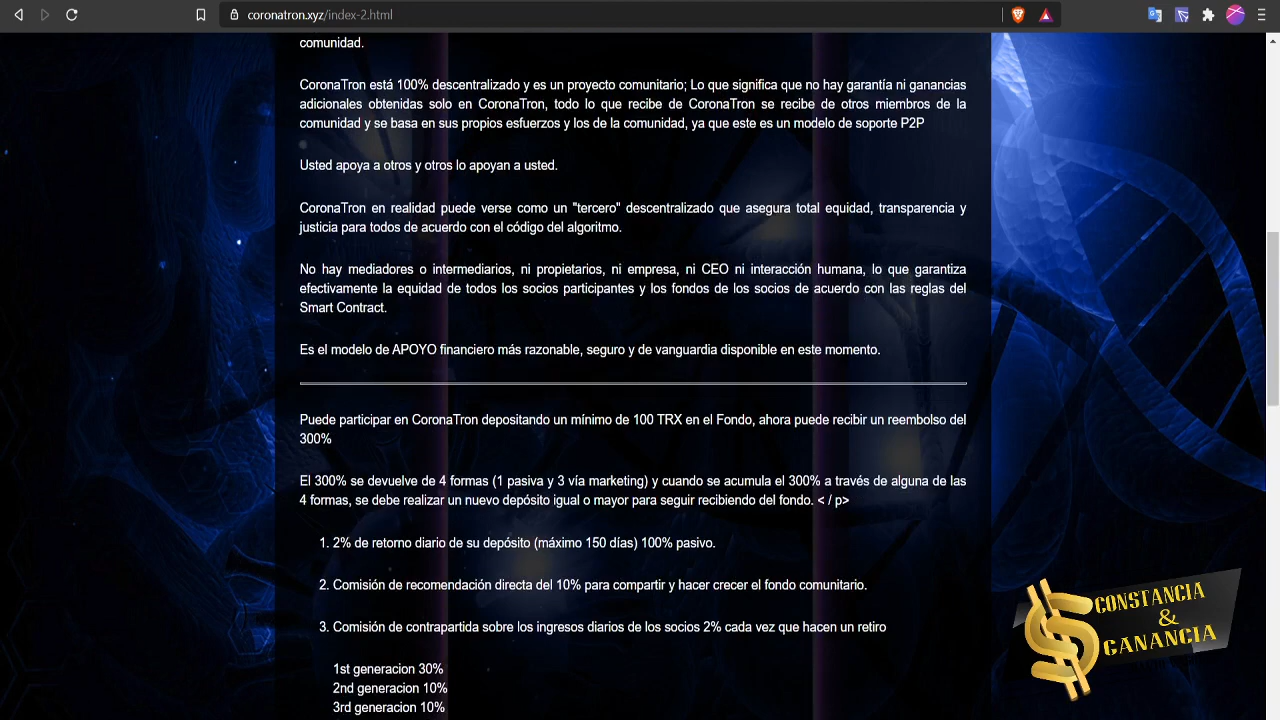 coronatron.xyz/index-2.html
comunidad.
CoronaTron está 100% descentralizado y es un proyecto comunitario; Lo que significa que no hay garantía ni ganancias
adicionales obtenidas solo en CoronaTron, todo lo que recibe de CoronaTron se recibe de otros miembros de la
comunidad y se basa en sus propios esfuerzos y los de la comunidad, ya que este es un modelo de soporte P2P
Usted apoya a otros y otros lo apoyan a usted.
CoronaTron en realidad puede verse como un "tercero" descentralizado que asegura total equidad, transparencia y
justicia para todos de acuerdo con el código del algoritmo.
No hay mediadores o intermediarios, ni propietarios, ni empresa, ni CEO ni interacción humana, lo que garantiza
efectivamente la equidad de todos los socios participantes y los fondos de los socios de acuerdo con las reglas del
Smart Contract.
Es el modelo de APOYO financiero más razonable, seguro y de vanguardia disponible en este momento.
Puede participar en CoronaTron depositando un mínimo de 100 TRX en el Fondo, ahora puede recibir un reembolso del
300%
El 300% se devuelve de 4 formas (1 pasiva y 3 vía marketing) y cuando se acumula el 300% a través de alguna de las
4 formas, se debe realizar un nuevo depósito igual o mayor para seguir recibiendo del fondo. < / p>
1. 2% de retorno diario de su depósito (máximo 150 días) 100% pasivo.
2. Comisión de recomendación directa del 10% para compartir y hacer crecer el fondo comunitario.
3. Comisión de contrapartida sobre los ingresos diarios de los socios 2% cada vez que hacen un retiro
1st generacion 30%
2nd generacion 10%
3rd generacion 10%
CONSTANCIA
&
GANANCIA